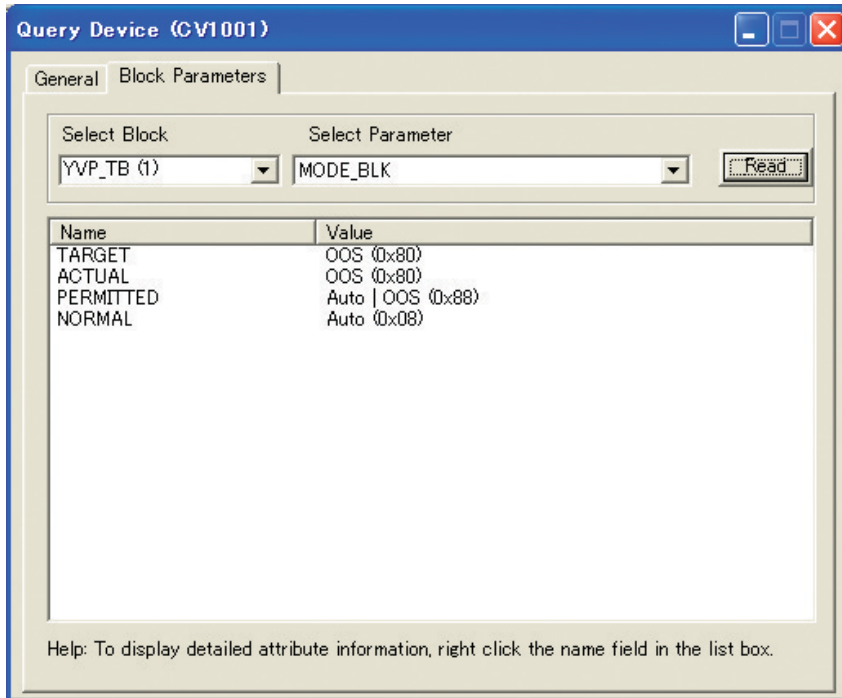 Query Device (CV1001)
General Block Parameters
Select Block Select Parameter
YVP_TB (1) MODE_BLK Read
Name Value
TARGET OOS (0x80)
ACTUAL OOS (0x80)
PERMITTED Auto | OOS (0x88)
NORMAL Auto (0x08)
Help: To display detailed attribute information, right click the name field in the list box.